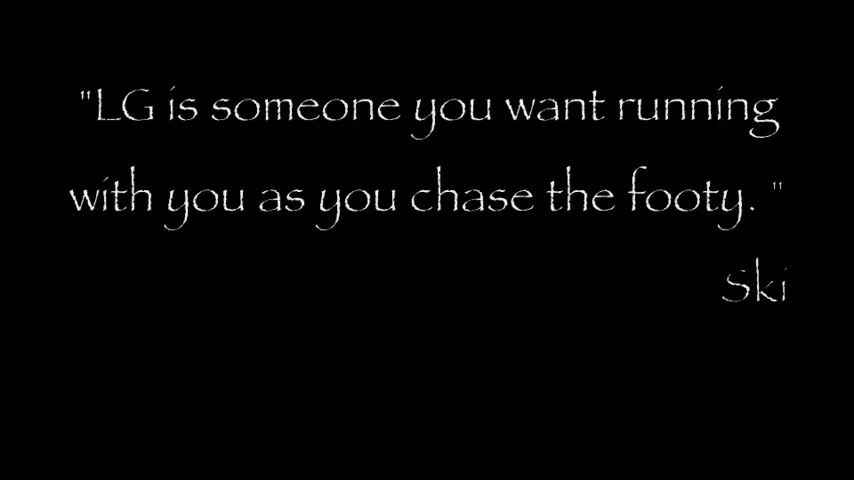 "LG is someone you want running
with you as you chase the footy. "
Ski